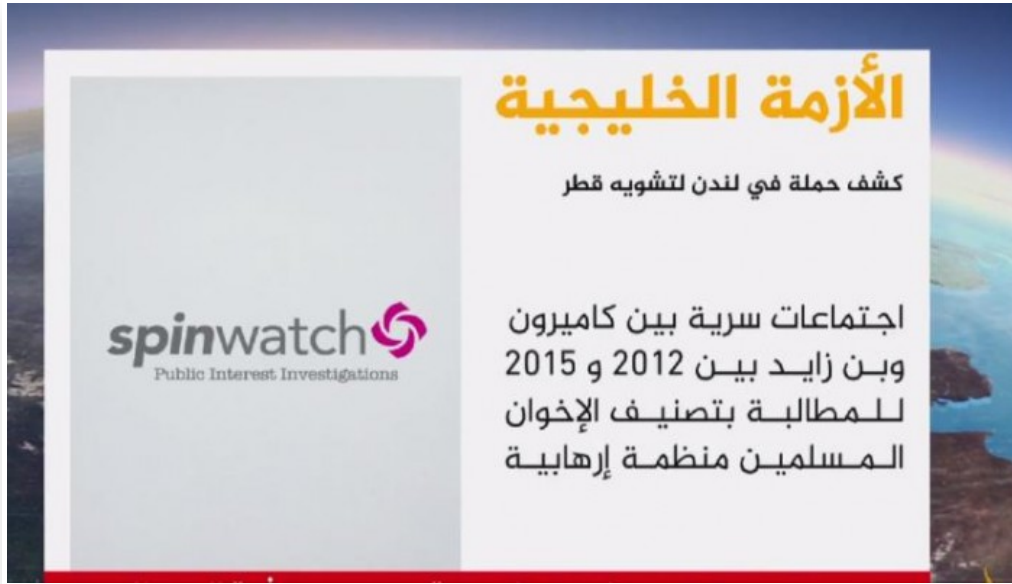 الأزمة الخليجية
كشف حملة في لندن لتشويه قطر
اجتماعات سرية بين كاميرون
وبن زايد بين 2012 و 2015
للمطالبة بتصنيف الإخوان
المسلمين منظمة إرهابية
spinwatch
Public Interest Investigations